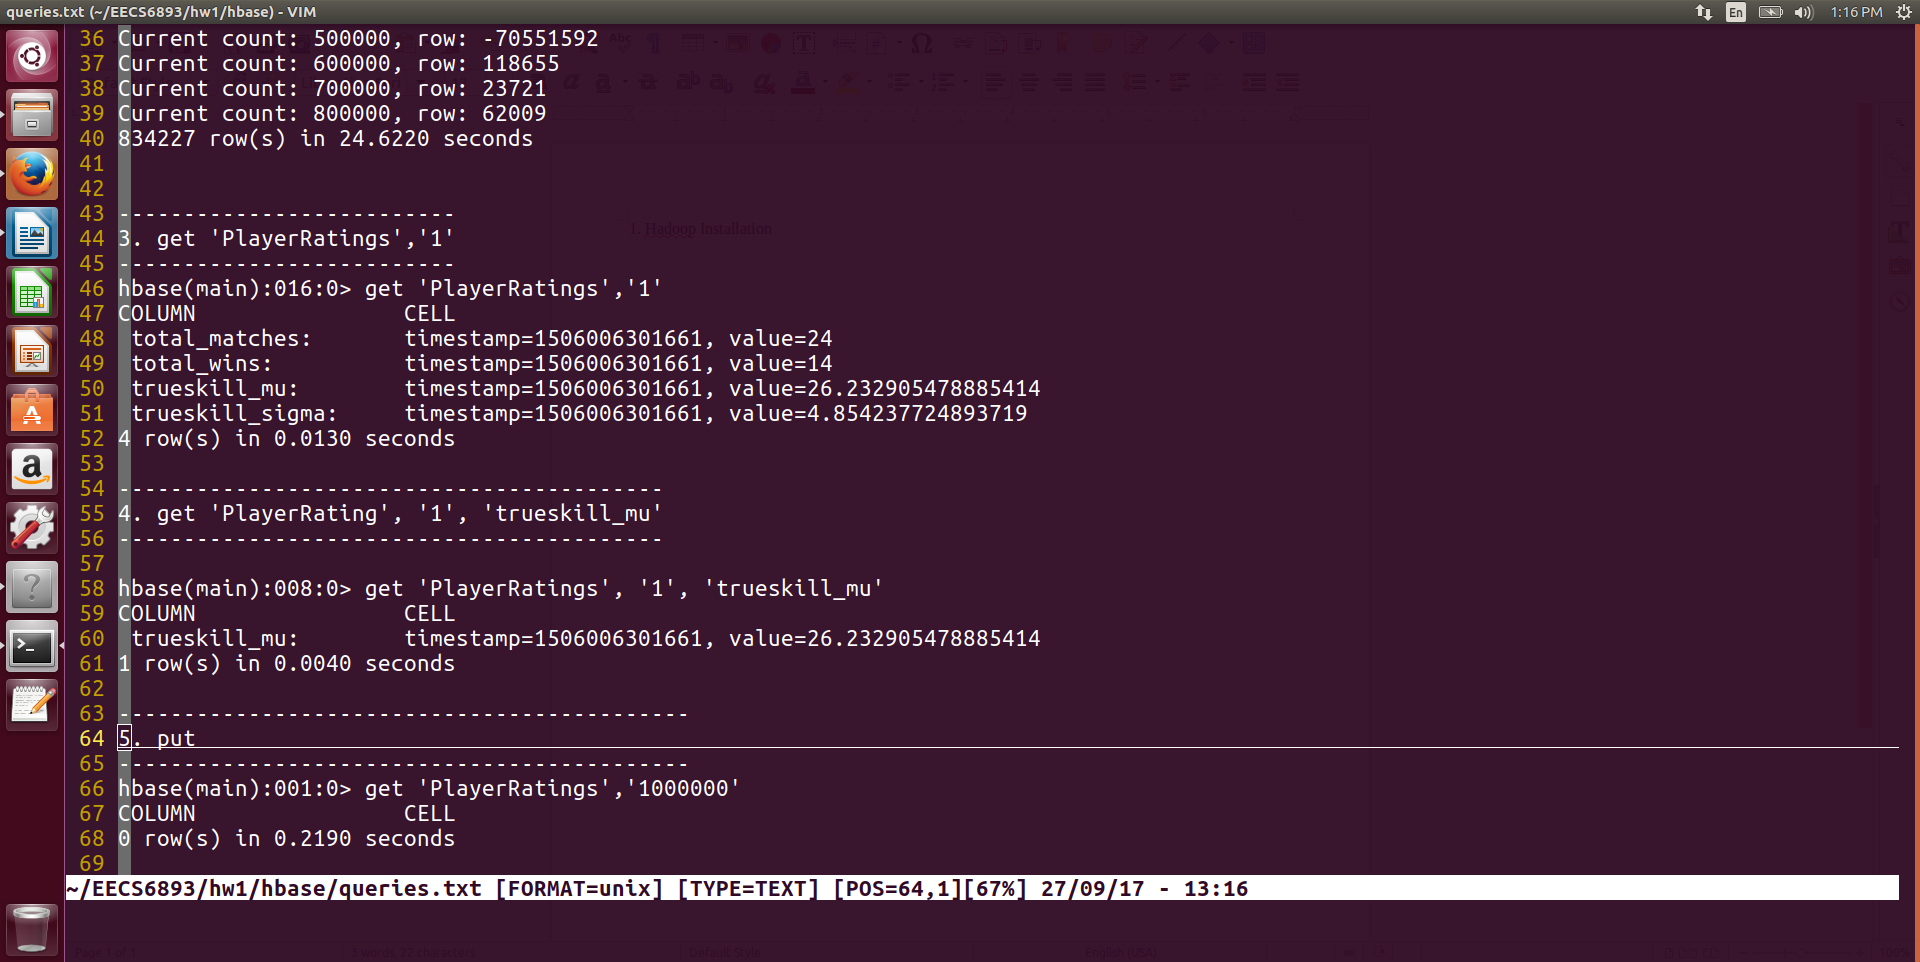 queries.txt (~/EECS6893/hw1/hbase) - VIM
En
1:16 PM
36 Current count: 500000, row: -70551592
37 Current count: 600000, row: 118655
38 Current count: 700000, row: 23721
39 Current count: 800000, row: 62009
40 834227 row(s) in 24.6220 seconds
41
42
43 --------------------------
1. Hadoop Installation
44 3. get 'PlayerRatings','1'
45 --------------------------
46 hbase(main):016:0> get 'PlayerRatings','1'
47 COLUMN                CELL
48  total_matches:       timestamp=1506006301661, value=24
49  total_wins:          timestamp=1506006301661, value=14
50  trueskill_mu:        timestamp=1506006301661, value=26.232905478885414
51  trueskill_sigma:     timestamp=1506006301661, value=4.854237724893719
52 4 row(s) in 0.0130 seconds
53
54 ------------------------------------------
55 4. get 'PlayerRating', '1', 'trueskill_mu'
56 ------------------------------------------
57
58 hbase(main):008:0> get 'PlayerRatings', '1', 'trueskill_mu'
59 COLUMN                CELL
60  trueskill_mu:        timestamp=1506006301661, value=26.232905478885414
61 1 row(s) in 0.0040 seconds
62
63 --------------------------------------------
64 5. put
65 --------------------------------------------
66 hbase(main):001:0> get 'PlayerRatings','1000000'
67 COLUMN                CELL
68 0 row(s) in 0.2190 seconds
69
~/EECS6893/hw1/hbase/queries.txt [FORMAT=unix] [TYPE=TEXT] [POS=64,1][67%] 27/09/17 - 13:16
Default Style
English (USA)